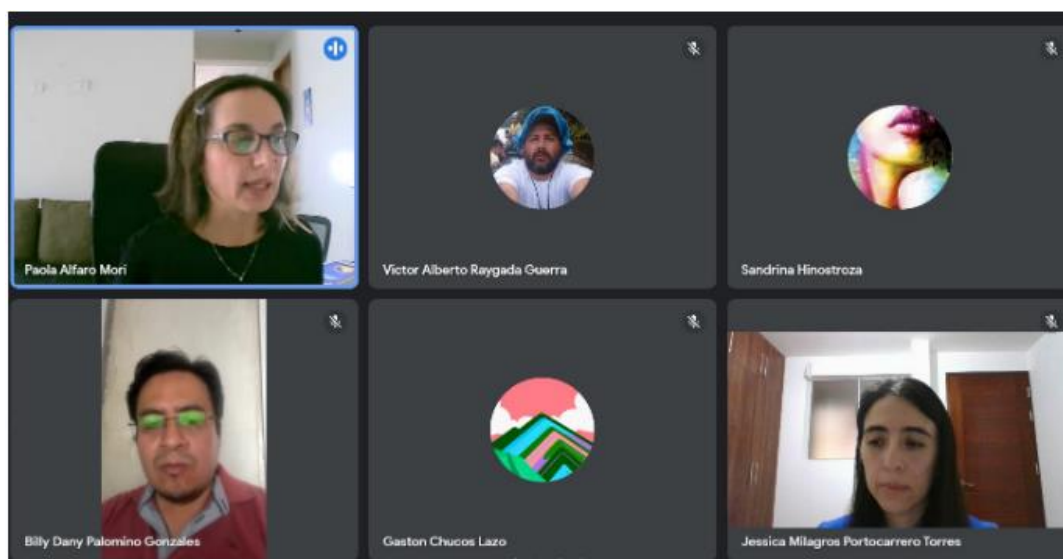 Paola Alfaro Mori
Victor Alberto Raygada Guerra
Sandrina Hinostroza
Billy Dany Palomino Gonzales
Gaston Chucos Lazo
Jessica Milagros Portocarrero Torres